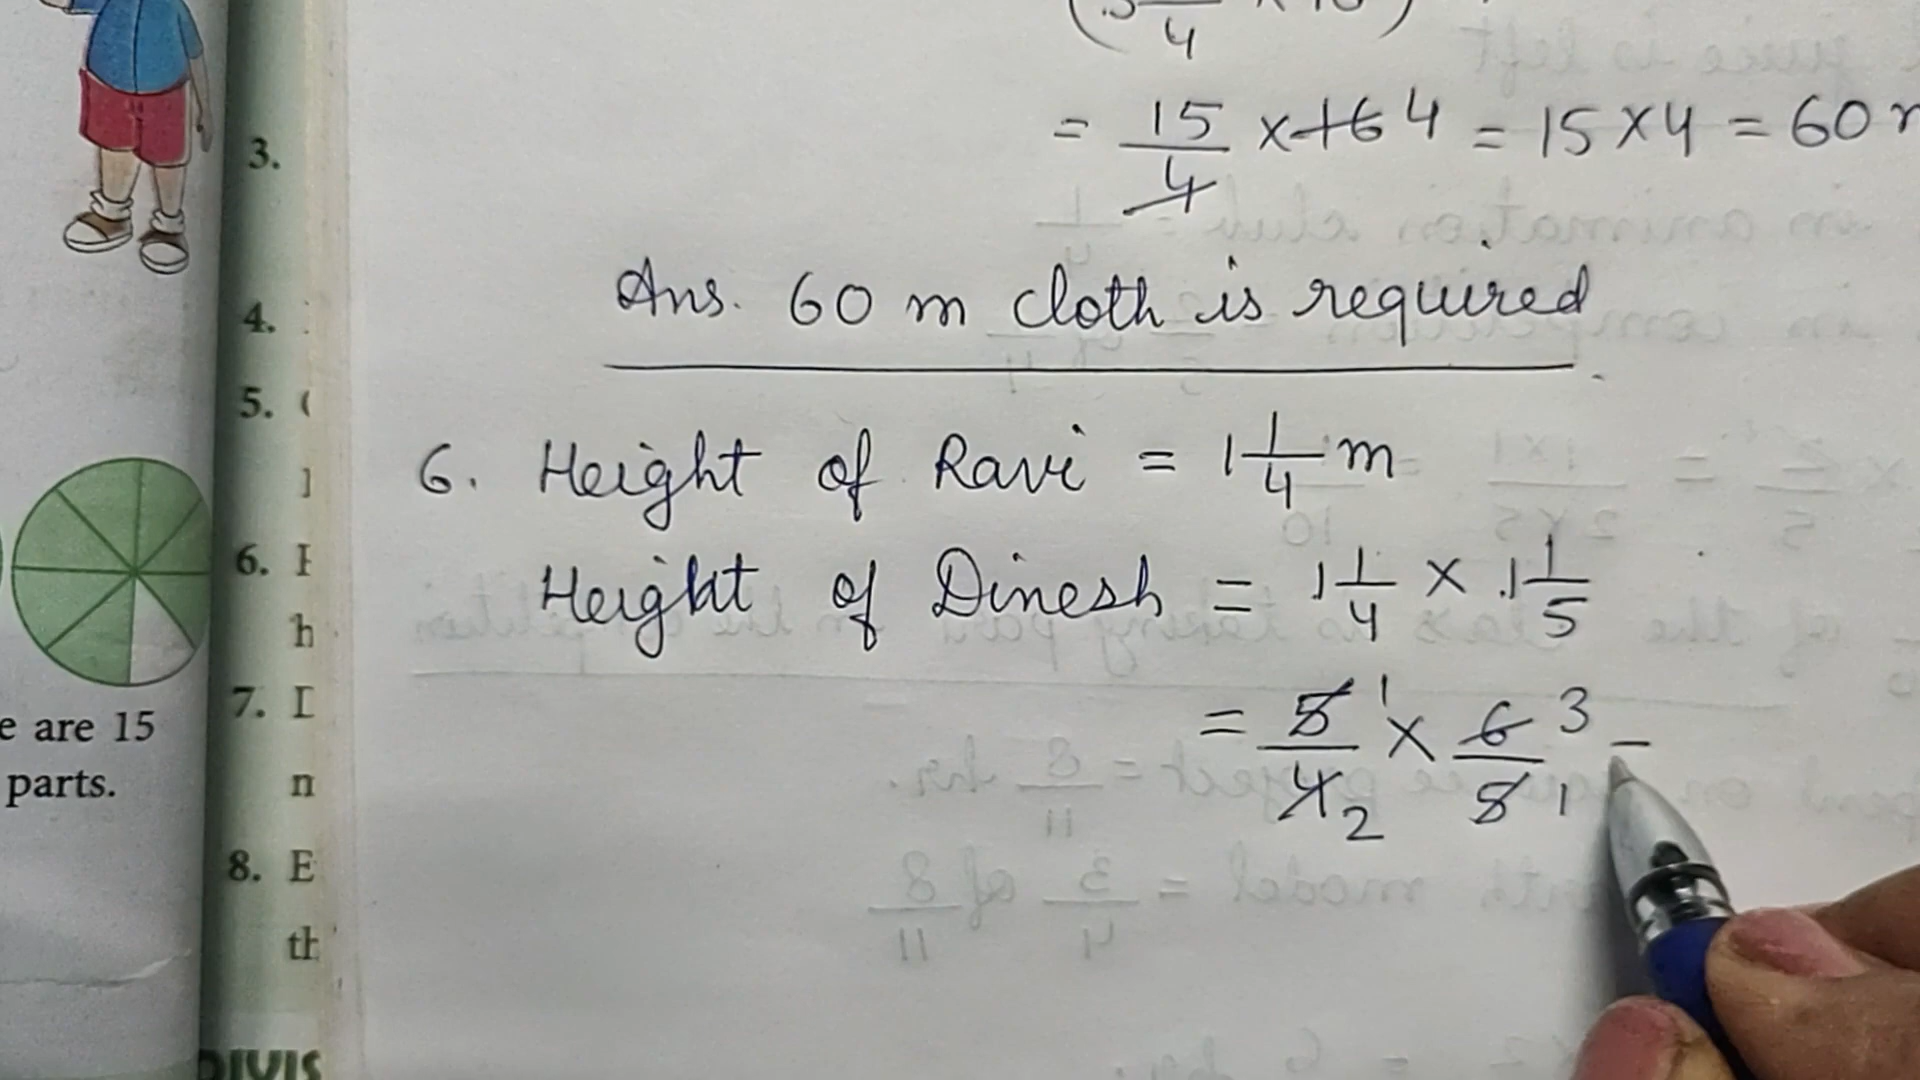 4
= 15/4 × 16 4 = 15 × 4 = 60
Ans. 60 m cloth is required
6. Height of Ravi = 1 1/4 m
Height of Dinesh = 1 1/4 × 1 1/5
= 5/4 1/2 × 6/5 3/1 =
3.
4.
5.
6.
h
7.
n
8. E
th
e are 15
parts.